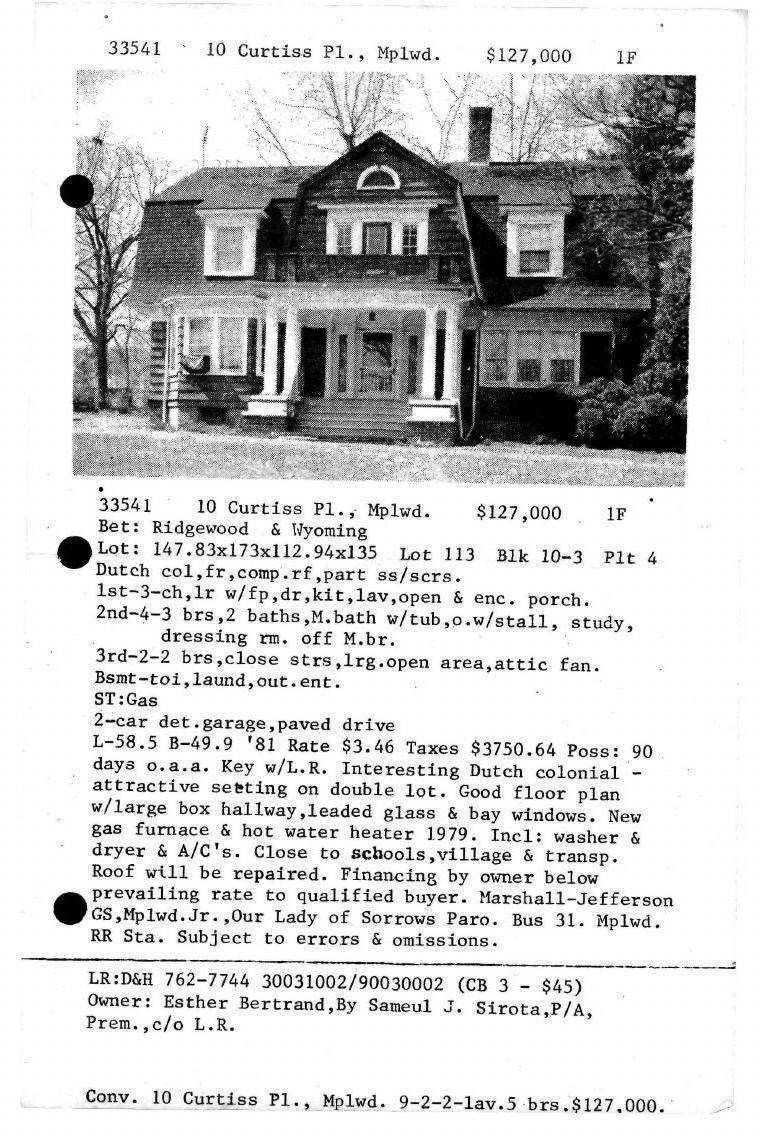 33541 10 Curtiss Pl., Mplwd. $127,000 1F
33541 10 Curtiss Pl., Mplwd. $127,000 1F
Bet: Ridgewood & Wyoming
Lot: 147.83x173x112.94x135 Lot 113 Blk 10-3 Plt 4
Dutch col,fr,comp.rf,part ss/scrs.
1st-3-ch,lr w/fp,dr,kit,lav,open & enc. porch.
2nd-4-3 brs,2 baths,M.bath w/tub,o.w/stall, study,
dressing rm. off M.br.
3rd-2-2 brs,close strs,lrg.open area,attic fan.
Bsmt-toi,laund,out.ent.
ST:Gas
2-car det.garage,paved drive
L-58.5 B-49.9 '81 Rate $3.46 Taxes $3750.64 Poss: 90
days o.a.a. Key w/L.R. Interesting Dutch colonial -
attractive setting on double lot. Good floor plan
w/large box hallway,leaded glass & bay windows. New
gas furnace & hot water heater 1979. Incl: washer &
dryer & A/C's. Close to schools,village & transp.
Roof will be repaired. Financing by owner below
prevailing rate to qualified buyer. Marshall-Jefferson
GS,Mplwd.Jr.,Our Lady of Sorrows Paro. Bus 31. Mplwd.
RR Sta. Subject to errors & omissions.
LR:D&H 762-7744 30031002/90030002 (CB 3 - $45)
Owner: Esther Bertrand,By Sameul J. Sirota,P/A,
Prem.,c/o L.R.
Conv. 10 Curtiss Pl., Mplwd. 9-2-2-lav.5 brs.$127,000.